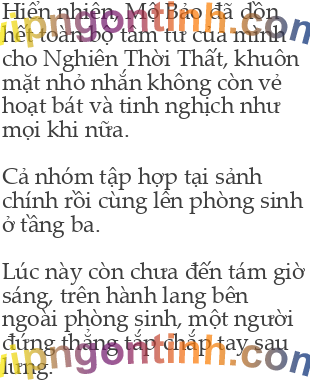 Hiển nhiên, Mộ Bảo đã dồn
hết toàn bộ tâm tư của mình
cho Nghiên Thời Thất, khuôn
mặt nhỏ nhắn không còn vẻ
hoạt bát và tinh nghịch như
mọi khi nữa.
Cả nhóm tập hợp tại sảnh
chính rồi cùng lên phòng sinh
ở tầng ba.
Lúc này còn chưa đến tám giờ
sáng, trên hành lang bên
ngoài phòng sinh, một người
đứng thẳng tắp chắp tay sau
lưng.